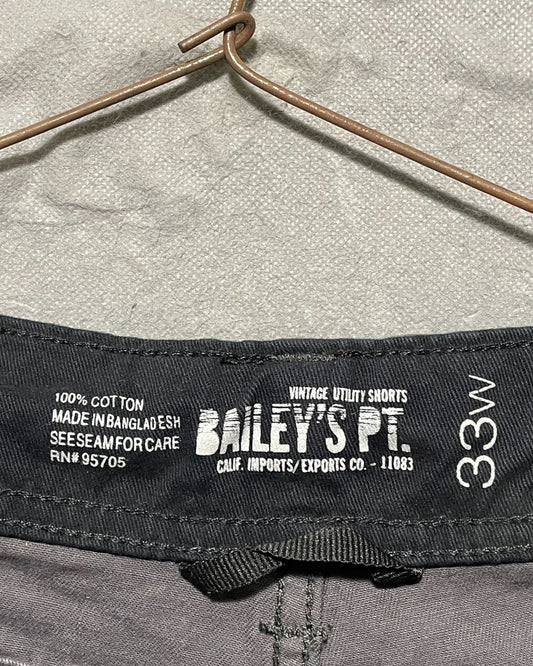 100% COTTON
MADE IN BANGLADESH
SEE SEAM FOR CARE
RN# 95705
VINTAGE UTILITY SHORTS
BAILEY'S PT.
CALIF. IMPORTS/EXPORTS CO. - 11083
33W